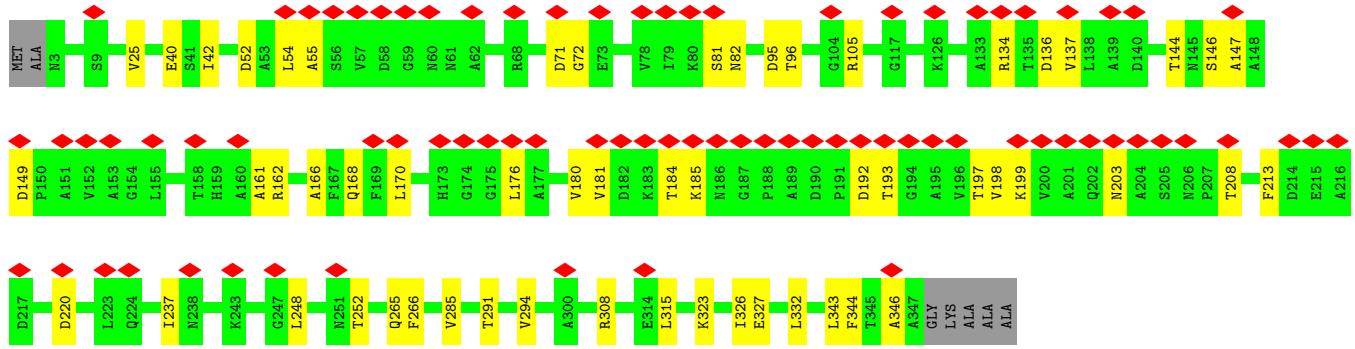 MET ALA N3 S9 V25 E40 S41 I42 D52 A53 L54 A55 S56 V57 D58 G59 N60 N61 A62 R68 D71 G72 E73 V78 I79 K80 S81 N82 D95 T96 G104 R105 G117 K126 A133 R134 T135 D136 V137 L138 A139 D140 T144 N145 S146 A147 A148
D149 P150 A151 V152 A153 G154 L155 T158 H159 A160 A161 R162 A166 F167 Q168 F169 L170 H173 G174 G175 L176 A177 V180 V181 D182 K183 T184 K185 N186 G187 P188 A189 D190 P191 D192 T193 G194 A195 V196 T197 V198 K199 V200 A201 Q202 N203 A204 S205 N206 P207 T208 F213 D214 E215 A216
D217 D220 L223 Q224 I237 N238 K243 G247 L248 N251 T252 Q265 F266 V285 T291 V294 A300 R308 E314 L315 K323 I326 E327 L332 L343 F344 T345 A346 A347 GLY LYS ALA ALA ALA